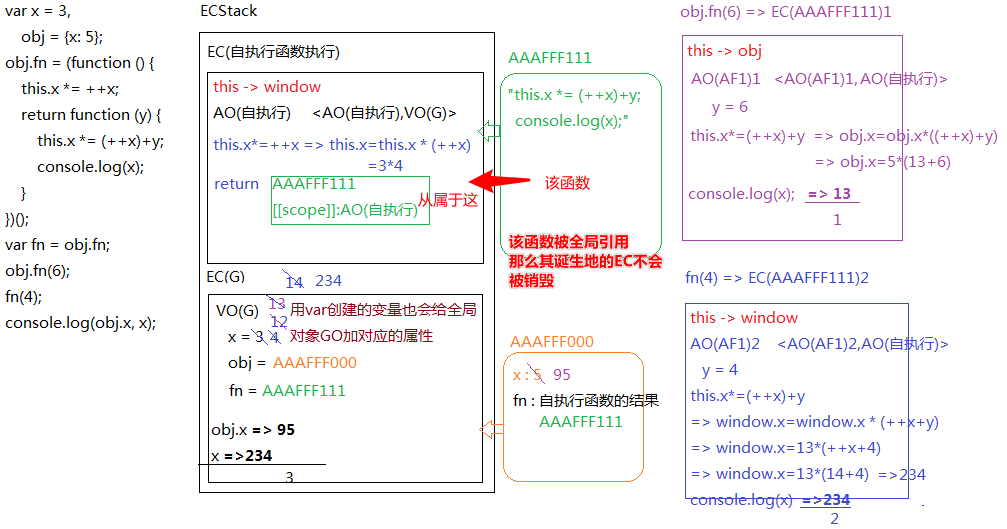 var x = 3,
obj = {x: 5};
obj.fn = (function () {
this.x *= ++x;
return function (y) {
this.x *= (++x)+y;
console.log(x);
}
})();
var fn = obj.fn;
obj.fn(6);
fn(4);
console.log(obj.x, x);
ECStack
EC(自执行函数执行)
this -> window
AO(自执行) <AO(自执行),VO(G)>
this.x*=++x => this.x=this.x * (++x)
=3*4
return AAAFFF111
[[scope]]:AO(自执行)
从属于这
EC(G)
14 234
VO(G) 13 用var创建的变量也会给全局
12
x = 3 4 对象GO加对应的属性
obj = AAAFFF000
fn = AAAFFF111
obj.x => 95
x =>234
3
AAAFFF111
"this.x *= (++x)+y;
console.log(x);"
该函数
该函数被全局引用
那么其诞生地的EC不会
被销毁
AAAFFF000
x : 5 95
fn : 自执行函数的结果
AAAFFF111
obj.fn(6) => EC(AAAFFF111)1
this -> obj
AO(AF1)1 <AO(AF1)1,AO(自执行)>
y = 6
this.x*=(++x)+y => obj.x=obj.x*((++x)+y)
=> obj.x=5*(13+6)
console.log(x); => 13
1
fn(4) => EC(AAAFFF111)2
this -> window
AO(AF1)2 <AO(AF1)2,AO(自执行)>
y = 4
this.x*=(++x)+y
=> window.x=window.x * (++x+y)
=> window.x=13*(++x+4)
=> window.x=13*(14+4) =>234
console.log(x) =>234
2